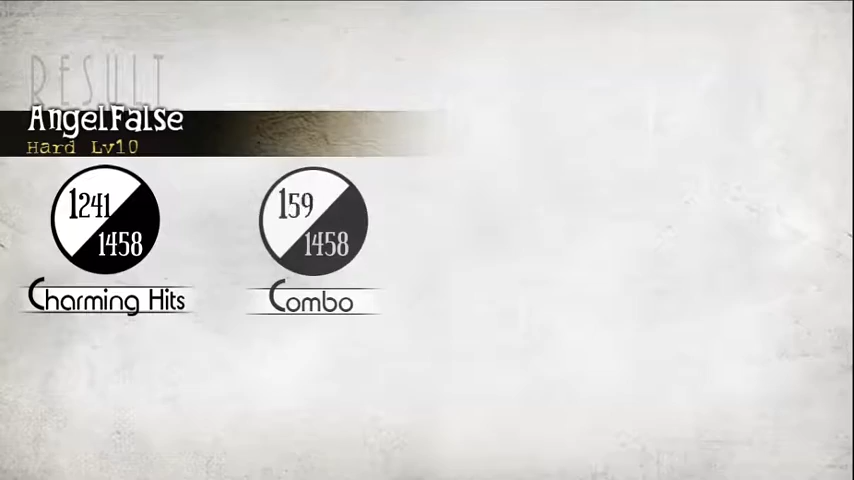 RESULT
AngelFalse
Hard Lv10
1241
1458
159
1458
Charming Hits
Combo